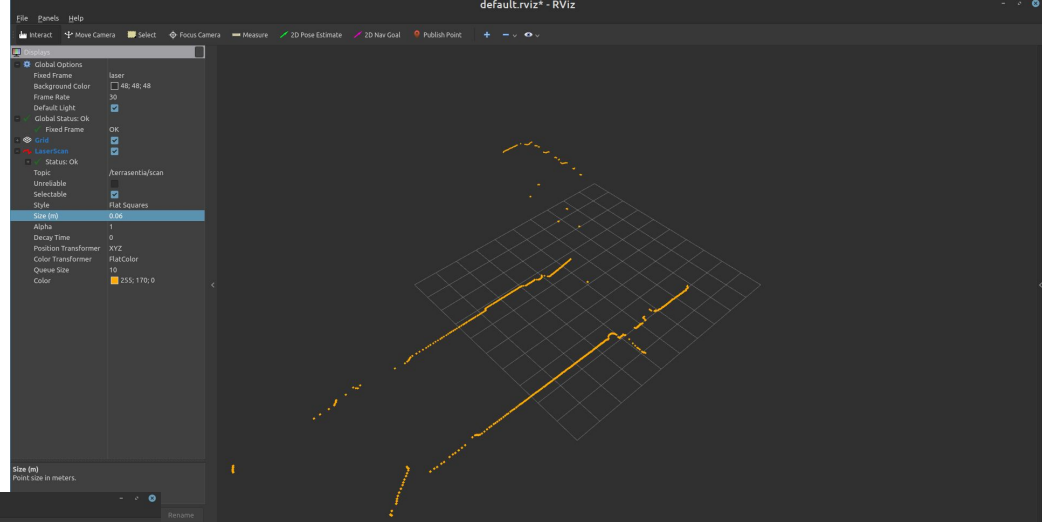 default.rviz* - RViz
File Panels Help
Interact Move Camera Select Focus Camera Measure 2D Pose Estimate 2D Nav Goal Publish Point
Displays
Global Options
Fixed Frame laser
Background Color 48; 48; 48
Frame Rate 30
Default Light
Global Status: Ok
Fixed Frame OK
Grid
LaserScan
Status: Ok
Topic /terrasentia/scan
Unreliable
Selectable
Style Flat Squares
Size (m) 0.06
Alpha 1
Decay Time 0
Position Transformer XYZ
Color Transformer FlatColor
Queue Size 10
Color 255; 170; 0
Size (m)
Point size in meters.
Rename